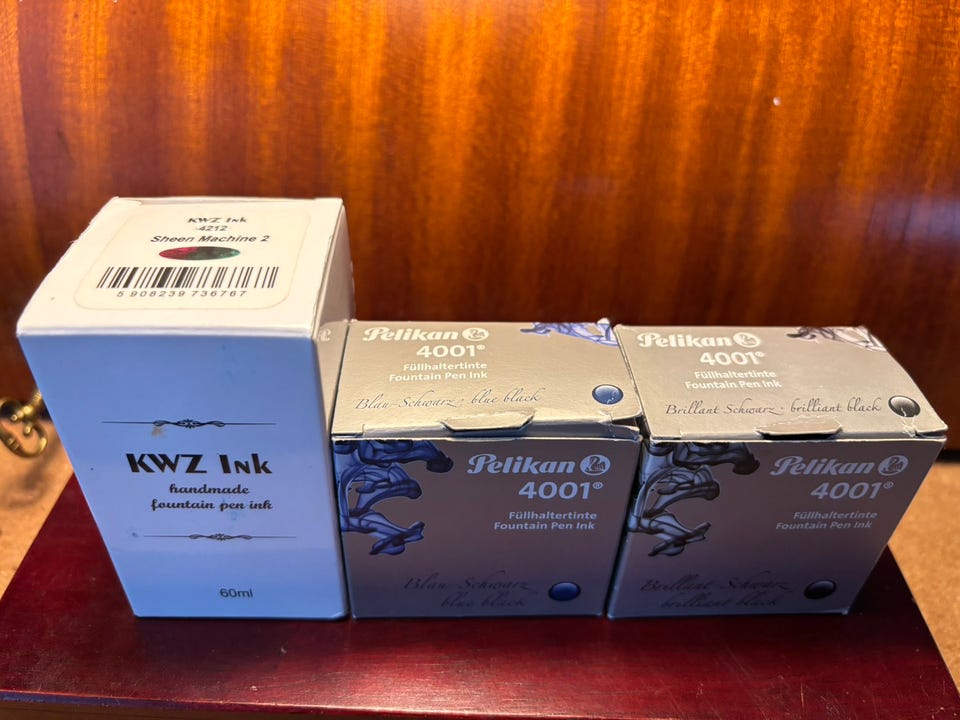 KWZ Ink
-4212-
Sheen Machine 2
5 908239 736767
KWZ Ink
handmade
fountain pen ink
60ml
Pelikan
4001®
Füllhaltertinte
Fountain Pen Ink
Blau-Schwarz · blue black
Pelikan
4001®
Füllhaltertinte
Fountain Pen Ink
Blau-Schwarz
blue black
Pelikan
4001®
Füllhaltertinte
Fountain Pen Ink
Brillant Schwarz · brilliant black
Pelikan
4001®
Füllhaltertinte
Fountain Pen Ink
Brillant Schwarz
brilliant black